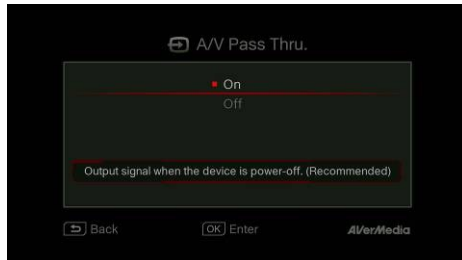 A/V Pass Thru.
On
Off
Output signal when the device is power-off. (Recommended)
Back OK Enter AVerMedia